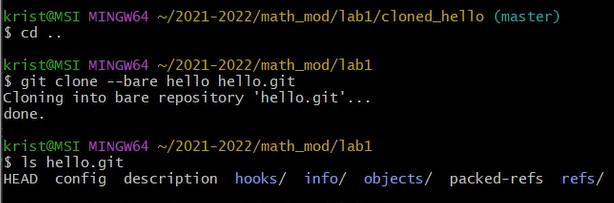 krist@MSI MINGW64 ~/2021-2022/math_mod/lab1/cloned_hello (master)
$ cd ..
krist@MSI MINGW64 ~/2021-2022/math_mod/lab1
$ git clone --bare hello hello.git
Cloning into bare repository 'hello.git'...
done.
krist@MSI MINGW64 ~/2021-2022/math_mod/lab1
$ ls hello.git
HEAD  config  description  hooks/  info/  objects/  packed-refs  refs/